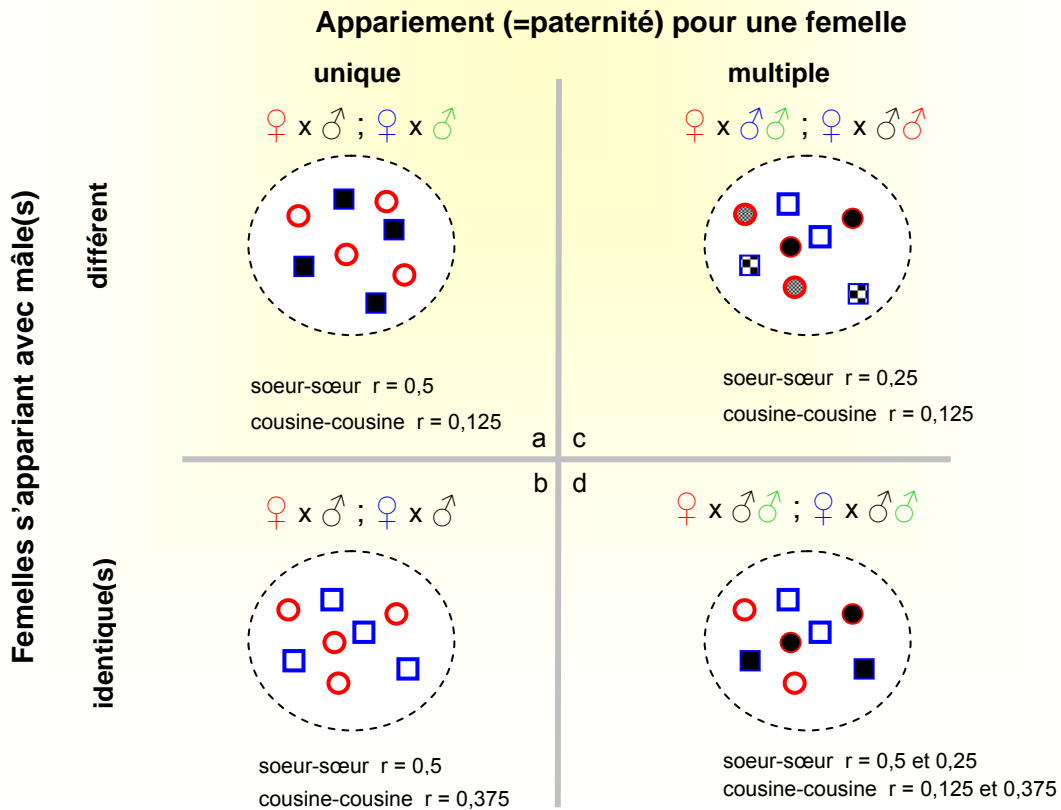 Appariement (=paternité) pour une femelle
unique
multiple
Femelles s'appariant avec mâle(s)
différent
♀ x ♂ ; ♀ x ♂
soeur-sœur r = 0,5
cousine-cousine r = 0,125
a
♀ x ♂♂ ; ♀ x ♂♂
soeur-sœur r = 0,25
cousine-cousine r = 0,125
c
identique(s)
b
♀ x ♂ ; ♀ x ♂
soeur-sœur r = 0,5
cousine-cousine r = 0,375
d
♀ x ♂♂ ; ♀ x ♂♂
soeur-sœur r = 0,5 et 0,25
cousine-cousine r = 0,125 et 0,375